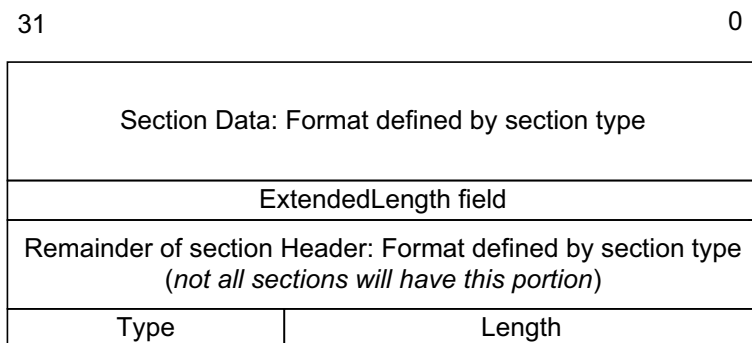 31 0
Section Data: Format defined by section type
ExtendedLength field
Remainder of section Header: Format defined by section type
(not all sections will have this portion)
Type Length